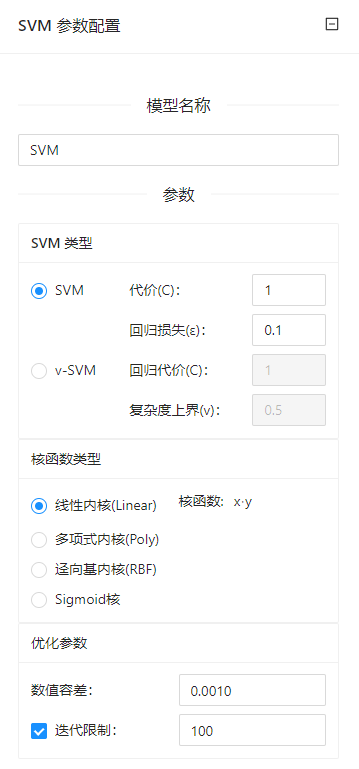 SVM 参数配置
模型名称
SVM
参数
SVM 类型
SVM 代价(C): 1
回归损失(ε): 0.1
ν-SVM 回归代价(C): 1
复杂度上界(ν): 0.5
核函数类型
线性内核(Linear) 核函数: x·y
多项式内核(Poly)
迳向基内核(RBF)
Sigmoid核
优化参数
数值容差: 0.0010
迭代限制: 100